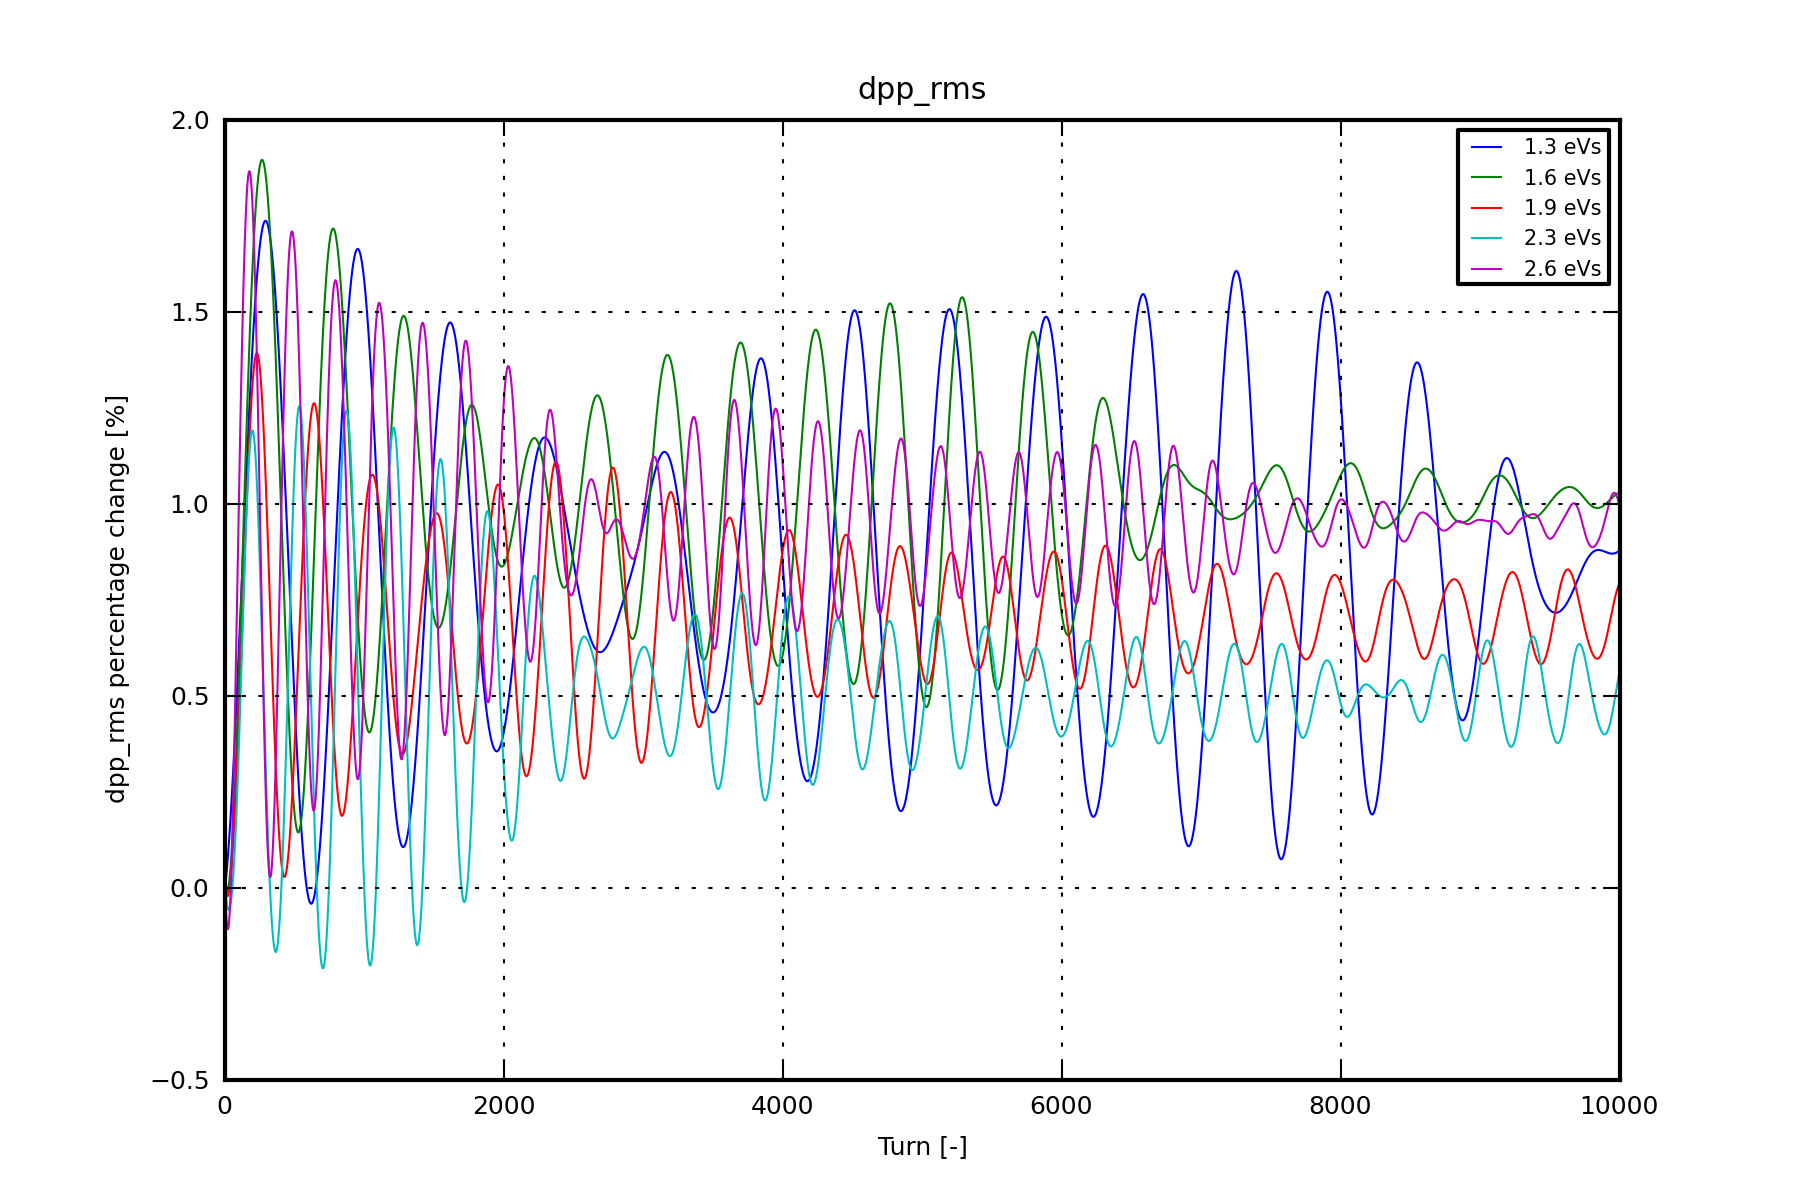 dpp_rms
2.0
1.5
1.0
0.5
0.0
−0.5
dpp_rms percentage change [%]
1.3 eVs
1.6 eVs
1.9 eVs
2.3 eVs
2.6 eVs
0 2000 4000 6000 8000 10000
Turn [-]